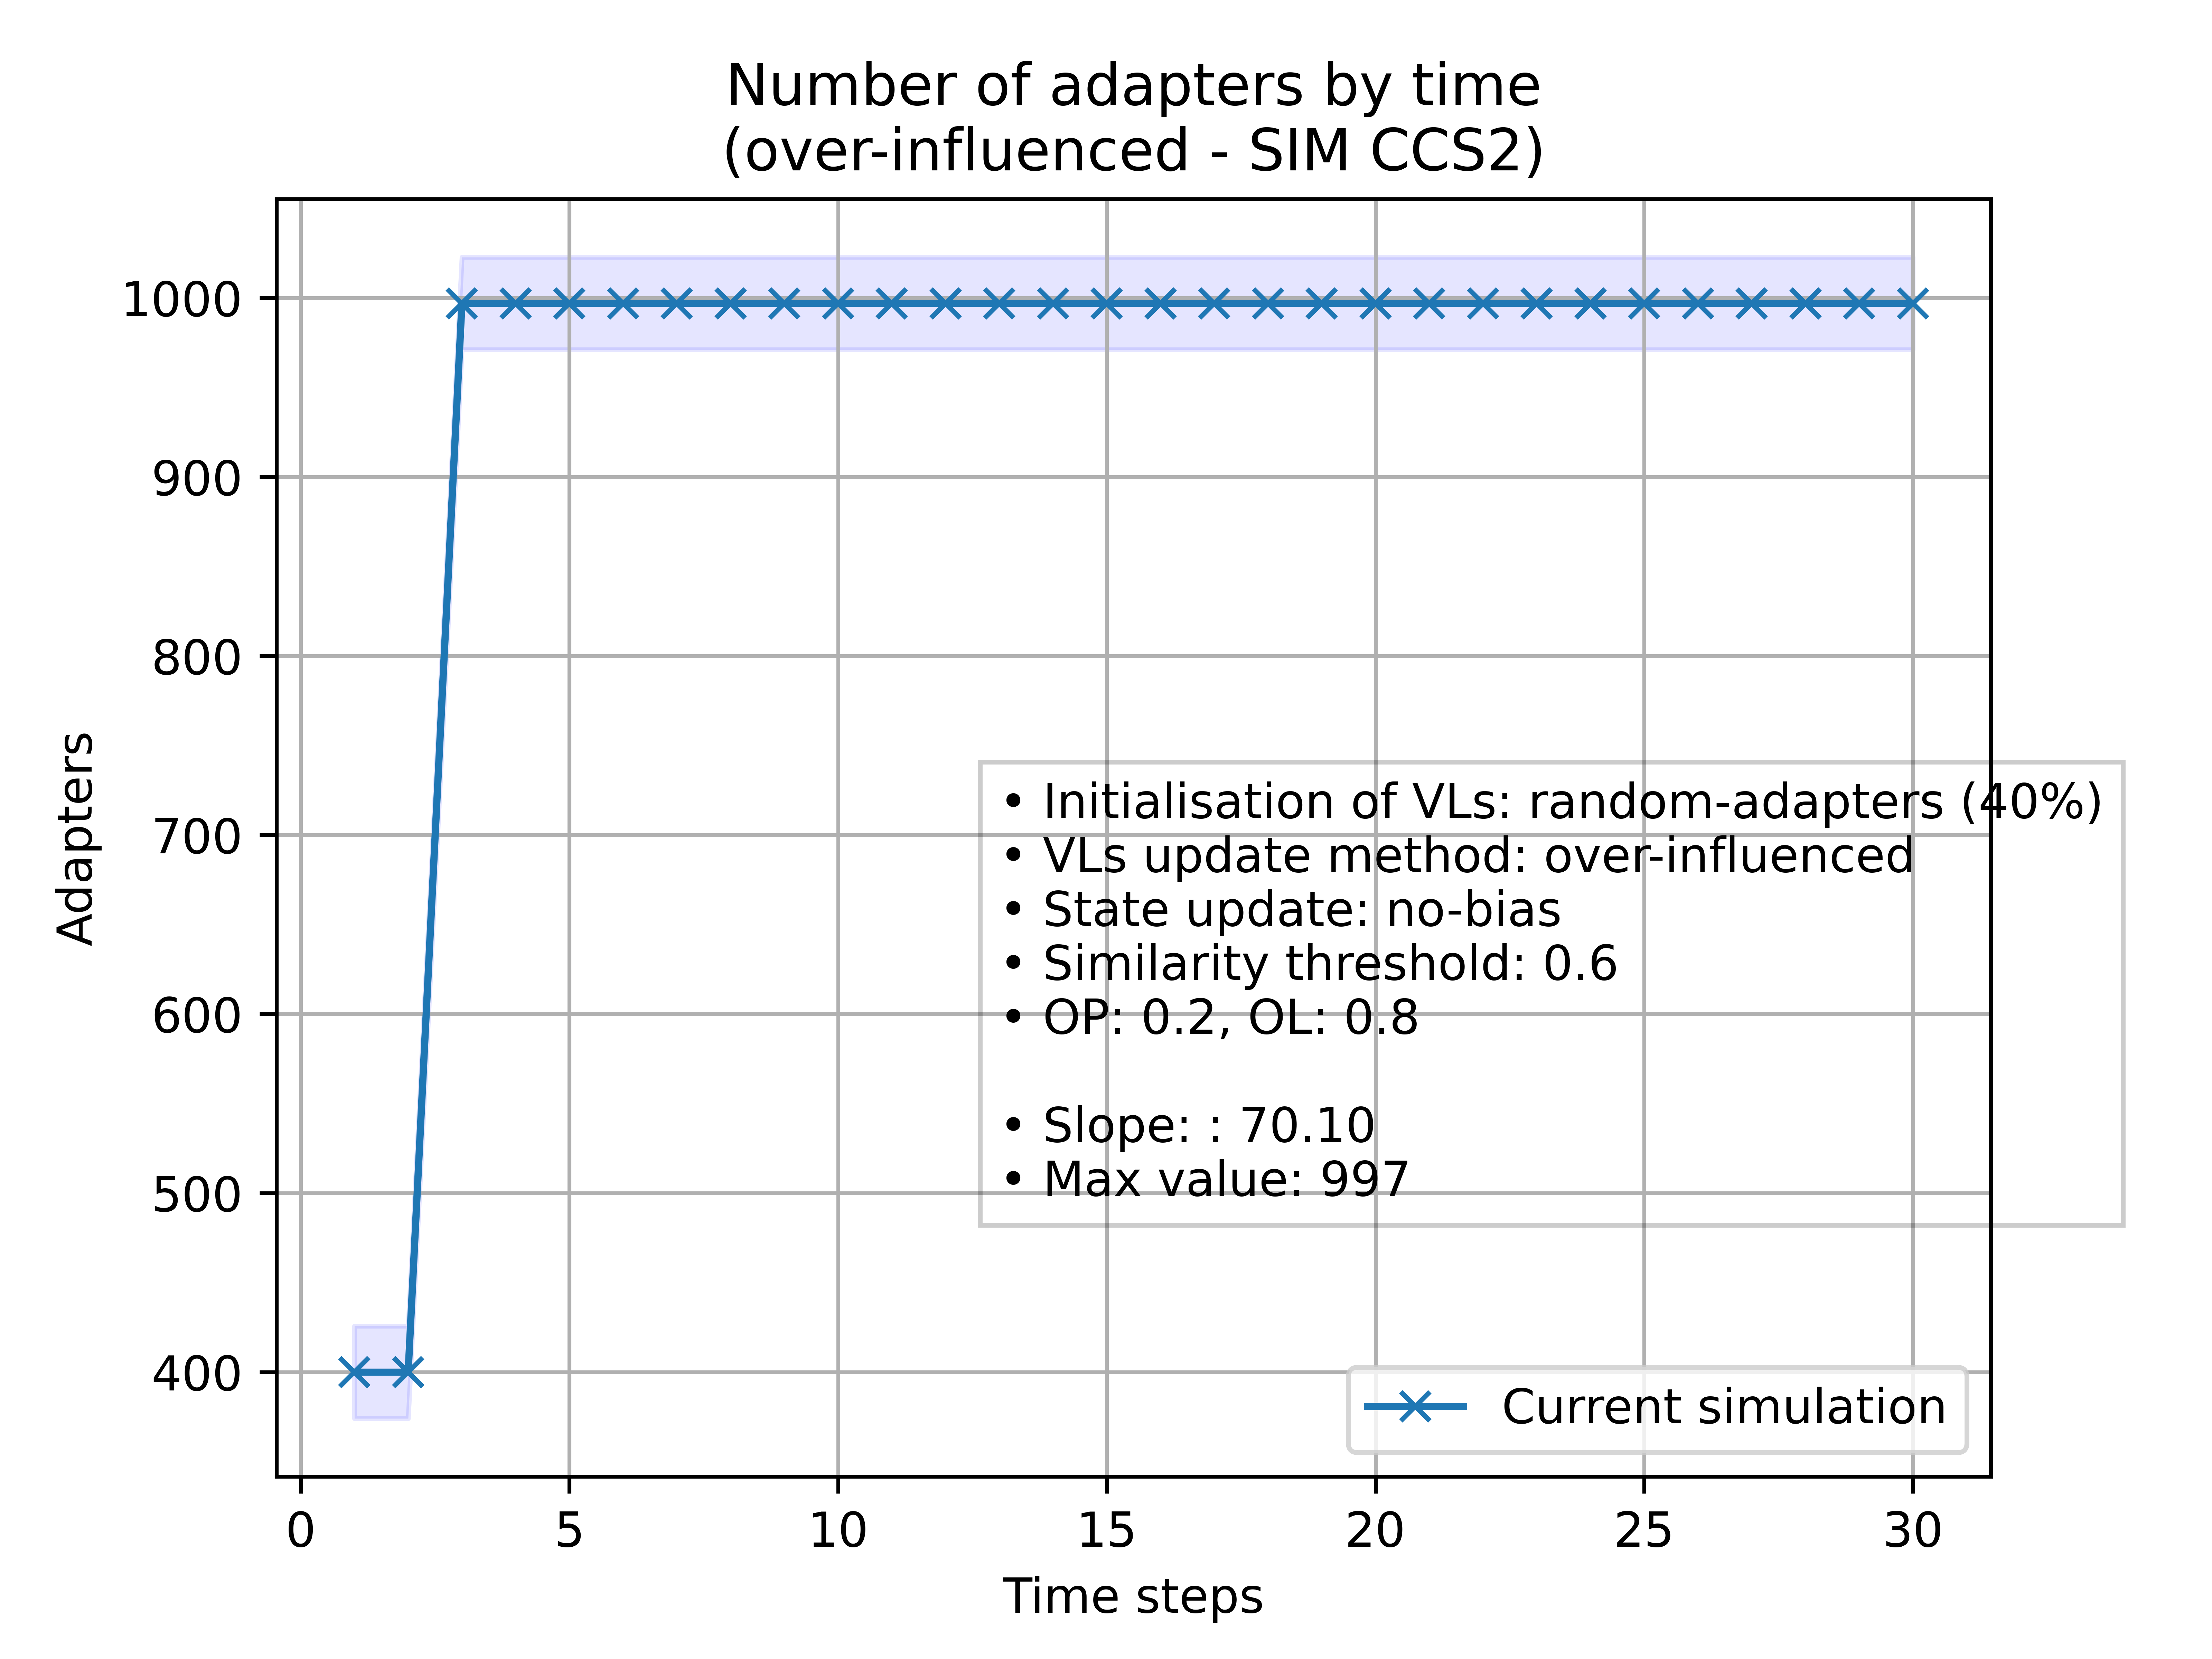 Number of adapters by time
(over-influenced - SIM CCS2)
1000
900
800
700
600
500
400
Adapters
• Initialisation of VLs: random-adapters (40%)
• VLs update method: over-influenced
• State update: no-bias
• Similarity threshold: 0.6
• OP: 0.2, OL: 0.8
• Slope: : 70.10
• Max value: 997
Current simulation
0 5 10 15 20 25 30
Time steps